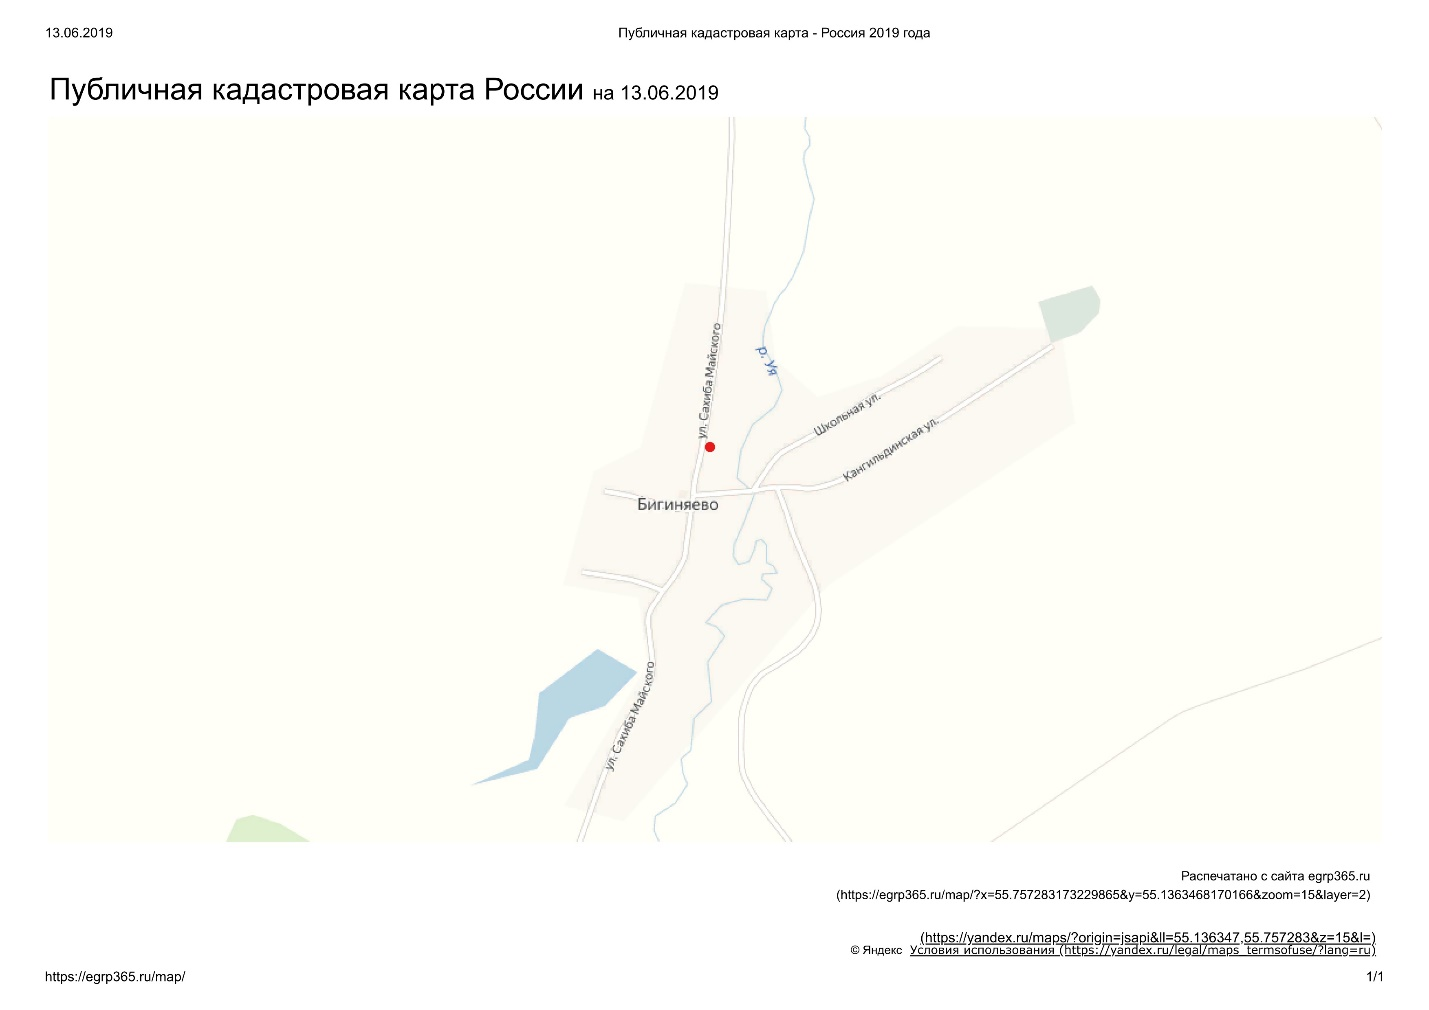 13.06.2019
Публичная кадастровая карта - Россия 2019 года
Публичная кадастровая карта России на 13.06.2019
ул. Сахиба Майского
р. Уя
Школьная ул.
Кангильдинская ул.
Бигиняево
ул. Сахиба Майского
Распечатано с сайта egrp365.ru
(https://egrp365.ru/map/?x=55.757283173229865&y=55.1363468170166&zoom=15&layer=2)
(https://yandex.ru/maps/?origin=jsapi&ll=55.136347,55.757283&z=15&l=)
© Яндекс Условия использования (https://yandex.ru/legal/maps_termsofuse/?lang=ru)
https://egrp365.ru/map/
1/1